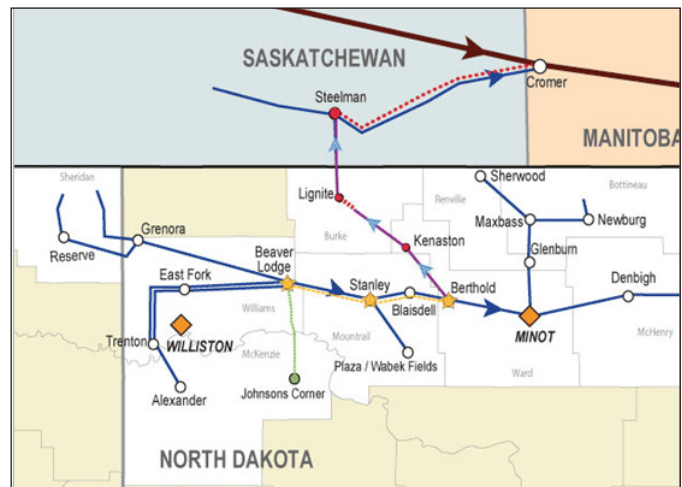 SASKATCHEWAN
Steelman
Cromer
MANITOBA
Sheridan
Sherwood
Bottineau
Renville
Lignite
Maxbass
Newburg
Grenora
Burke
Kenaston
Reserve
Beaver
Lodge
Glenburn
East Fork
Stanley
Berthold
Denbigh
Williams
Blaisdell
Trenton
WILLISTON
Mountrail
MINOT
McHenry
McKenzie
Plaza / Wabek Fields
Ward
Alexander
Johnsons Corner
NORTH DAKOTA